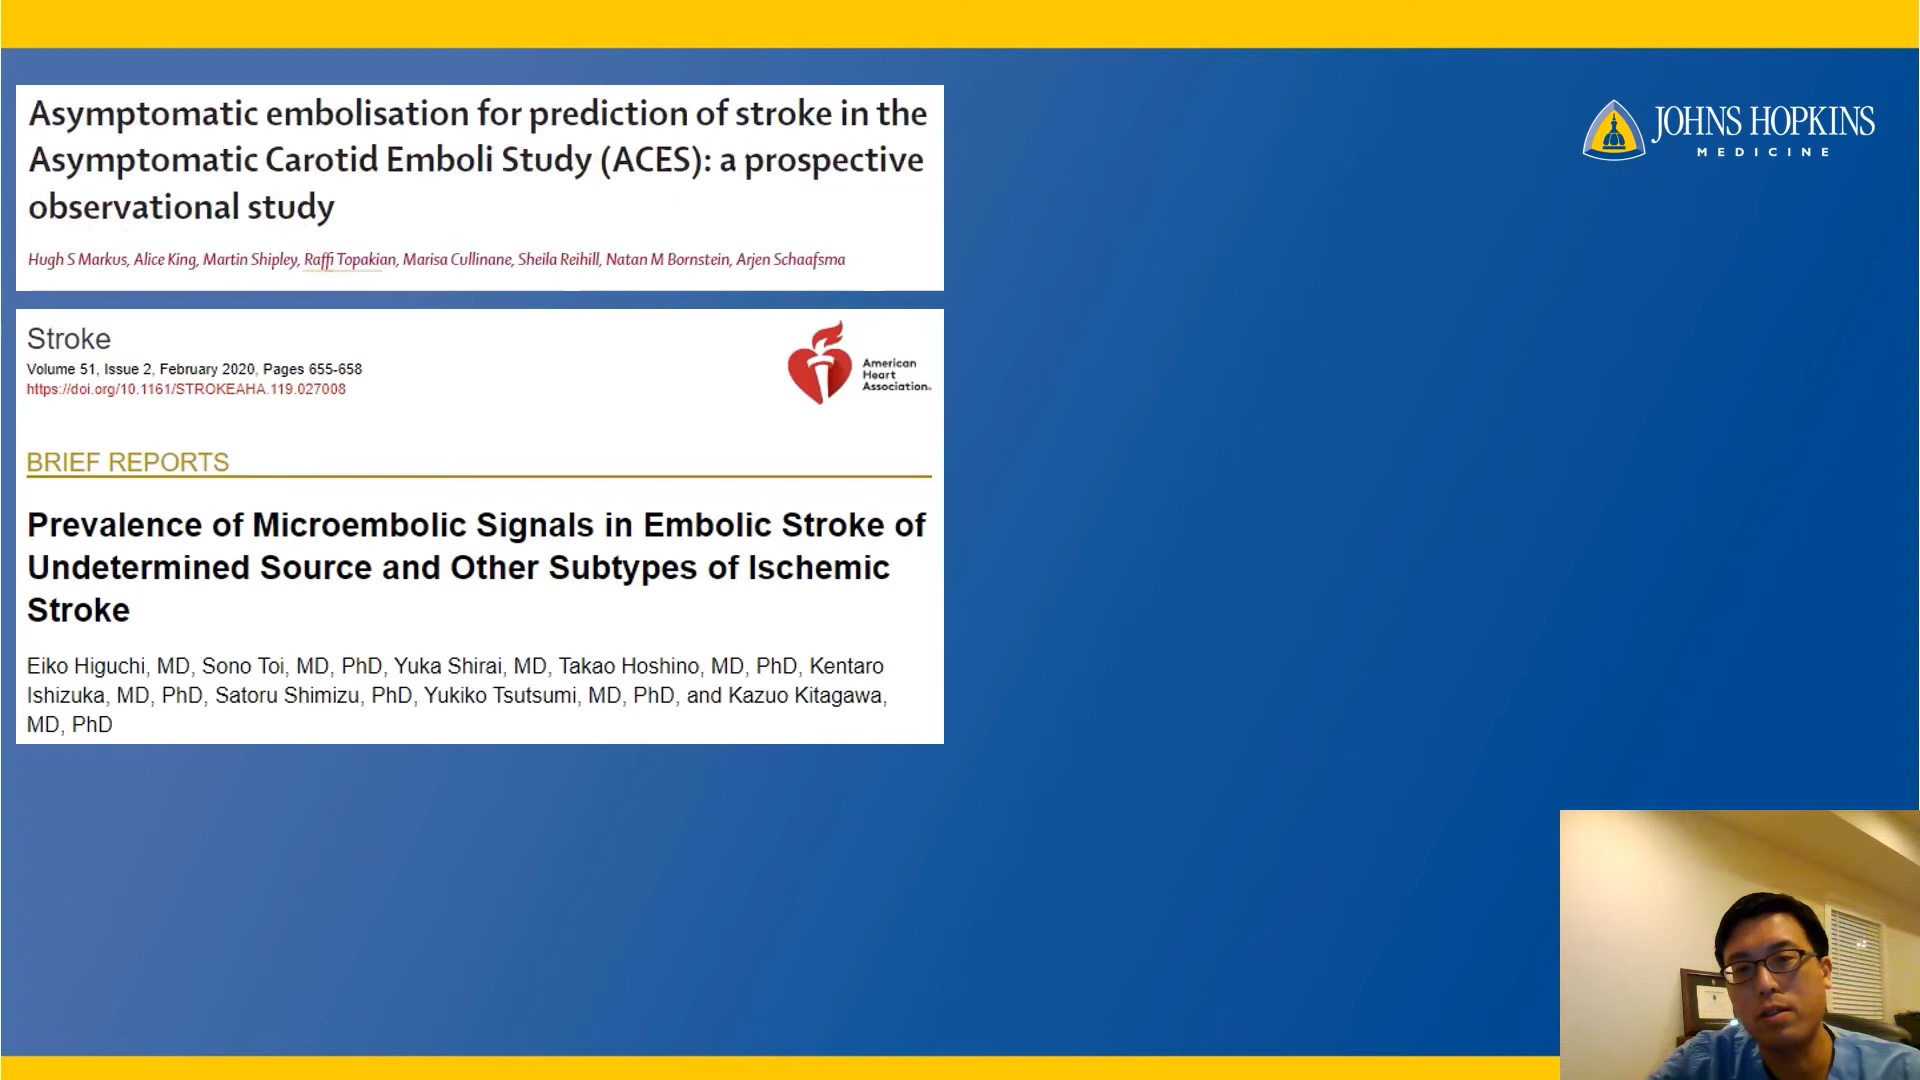 Asymptomatic embolisation for prediction of stroke in the
Asymptomatic Carotid Emboli Study (ACES): a prospective
observational study
Hugh S Markus, Alice King, Martin Shipley, Raffi Topakian, Marisa Cullinane, Sheila Reihill, Natan M Bornstein, Arjen Schaafsma
JOHNS HOPKINS
MEDICINE
Stroke
Volume 51, Issue 2, February 2020, Pages 655-658
https://doi.org/10.1161/STROKEAHA.119.027008
American
Heart
Association.
BRIEF REPORTS
Prevalence of Microembolic Signals in Embolic Stroke of
Undetermined Source and Other Subtypes of Ischemic
Stroke
Eiko Higuchi, MD, Sono Toi, MD, PhD, Yuka Shirai, MD, Takao Hoshino, MD, PhD, Kentaro
Ishizuka, MD, PhD, Satoru Shimizu, PhD, Yukiko Tsutsumi, MD, PhD, and Kazuo Kitagawa,
MD, PhD